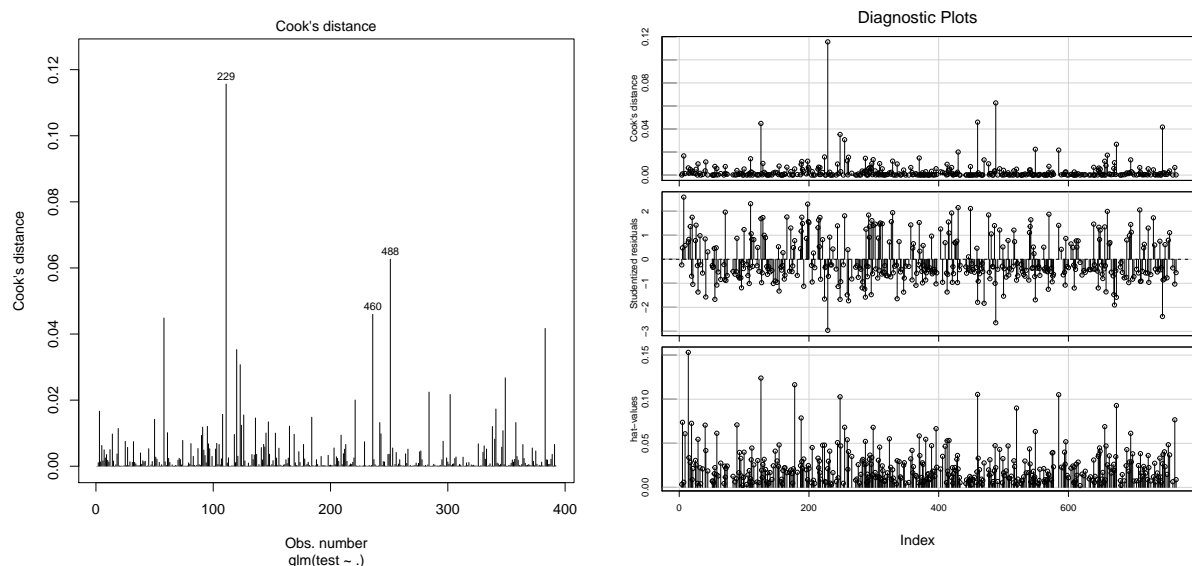 Cook's distance
0.12
0.10
0.08
0.06
0.04
0.02
0.00
Cook's distance
229
488
460
0 100 200 300 400
Obs. number
glm(test ~ .)
Diagnostic Plots
0.12
0.04
0.00
Cook's distance
2
1
0
−1
−2
−3
Studentized residuals
0.15
0.10
0.05
0.00
hat-values
0 200 400 600
Index